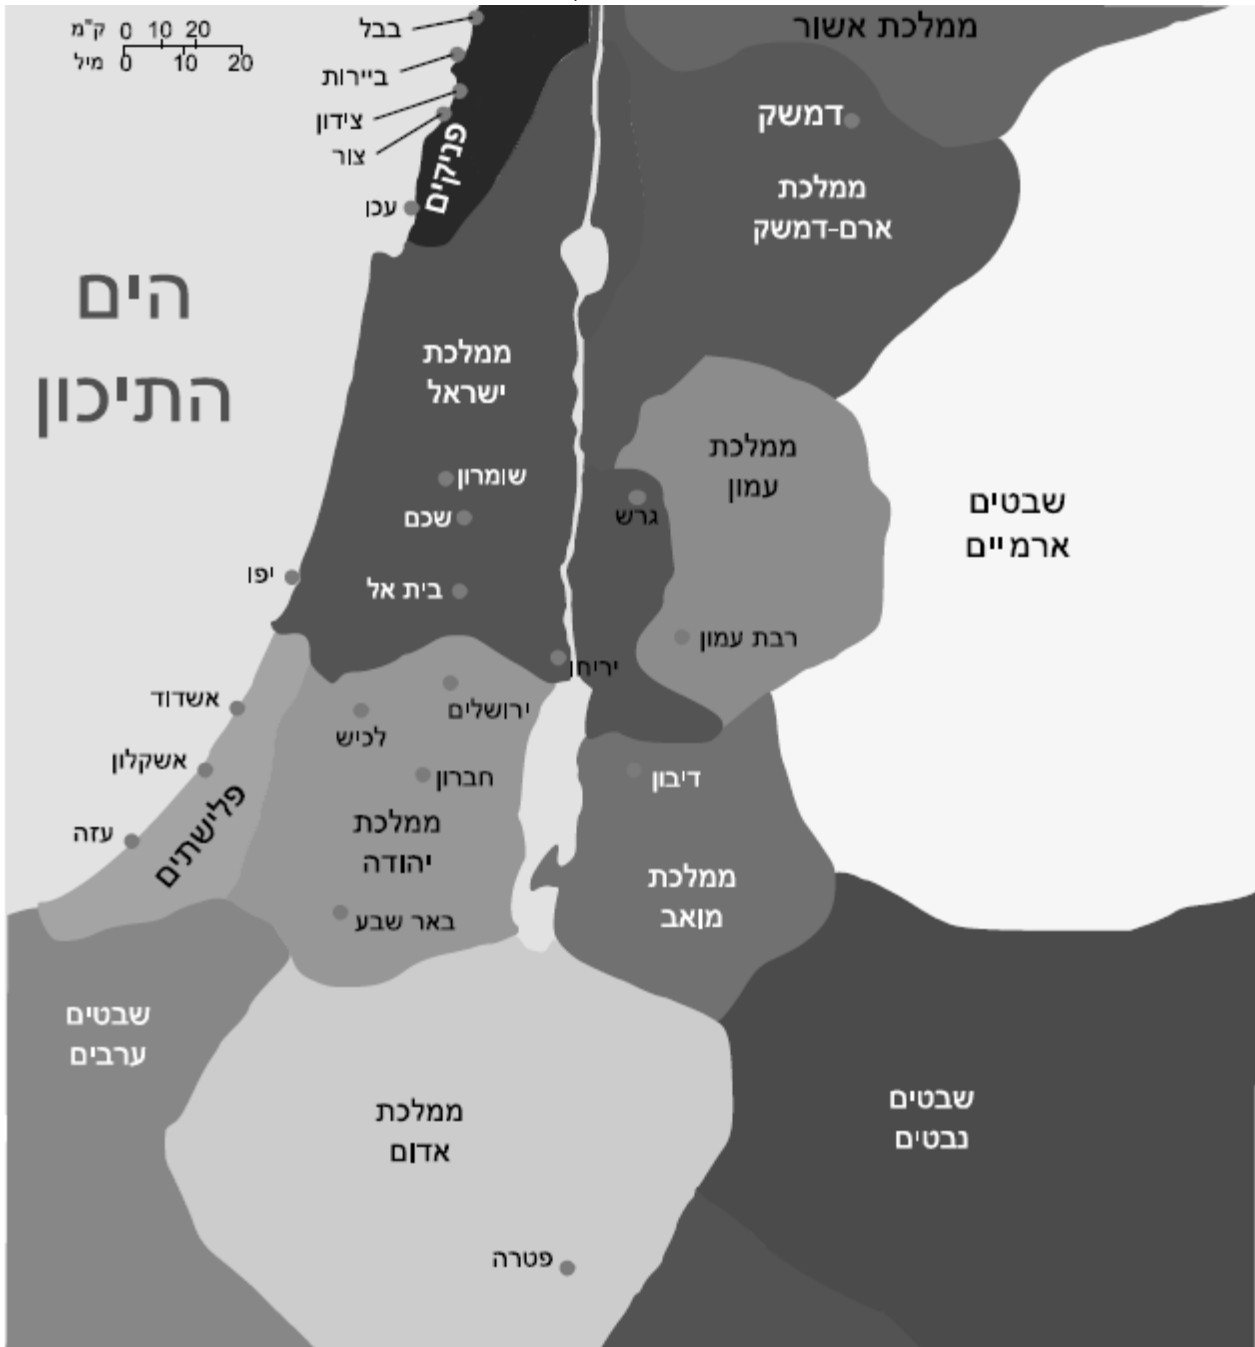 ק"מ 0 10 20
מיל 0 10 20
בבל
ביירות
צידון
צור
עכן
פניקים
ממלכת אשור
דמשק
ממלכת
ארם-דמשק
הים
התיכון
ממלכת
ישראל
שומרון
שכם
בית אל
יפו
ממלכת
עמון
גרש
רבת עמון
שבטים
ארמיים
יריחו
ירושלים
לכיש
חברון
ממלכת
יהודה
באר שבע
אשדוד
אשקלון
עזה
פלישתים
דיבון
ממלכת
מואב
שבטים
ערבים
ממלכת
אדום
פטרה
שבטים
נבטים